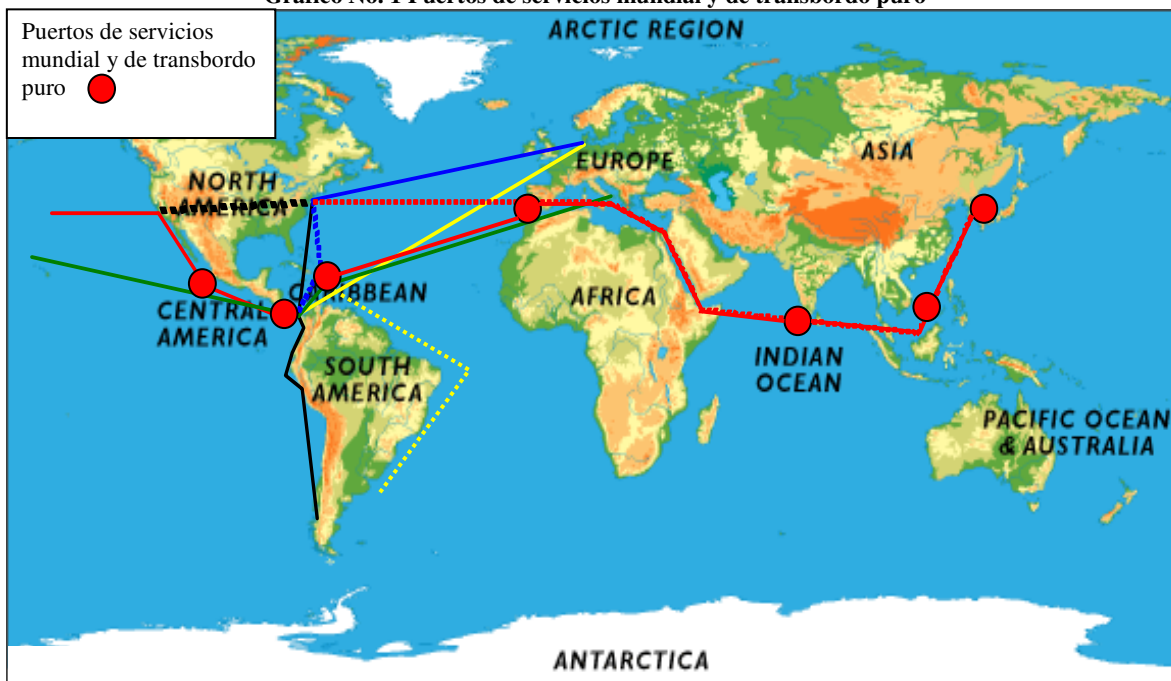 Gráfico No. 1 Puertos de servicios mundial y de transbordo puro
Puertos de servicios
mundial y de transbordo
puro
ARCTIC REGION
NORTH
AMERICA
EUROPE
ASIA
CENTRAL
AMERICA
CARIBBEAN
AFRICA
SOUTH
AMERICA
INDIAN
OCEAN
PACIFIC OCEAN
& AUSTRALIA
ANTARCTICA